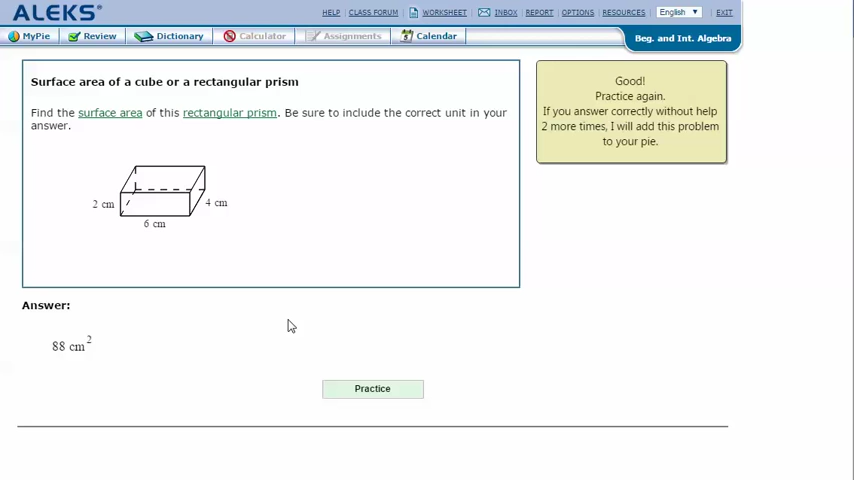 ALEKS®
HELP CLASS FORUM WORKSHEET INBOX REPORT OPTIONS RESOURCES English ▼ EXIT
MyPie Review Dictionary Calculator Assignments Calendar
Beg. and Int. Algebra
Surface area of a cube or a rectangular prism
Find the surface area of this rectangular prism. Be sure to include the correct unit in your
answer.
2 cm
4 cm
6 cm
Good!
Practice again.
If you answer correctly without help
2 more times, I will add this problem
to your pie.
Answer:
88 cm²
Practice